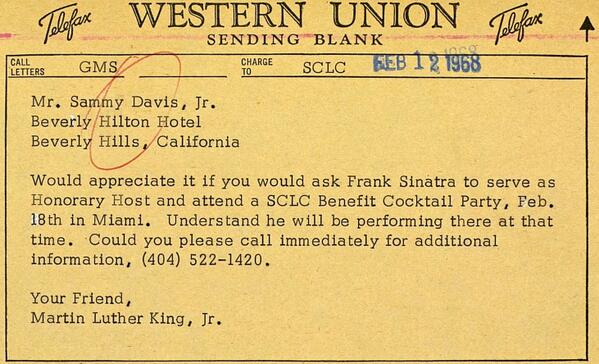 Telefax WESTERN UNION Telefax
SENDING BLANK
CALL LETTERS GMS CHARGE TO SCLC FEB 12 1968
Mr. Sammy Davis, Jr.
Beverly Hilton Hotel
Beverly Hills, California
Would appreciate it if you would ask Frank Sinatra to serve as
Honorary Host and attend a SCLC Benefit Cocktail Party, Feb.
18th in Miami. Understand he will be performing there at that
time. Could you please call immediately for additional
information, (404) 522-1420.
Your Friend,
Martin Luther King, Jr.